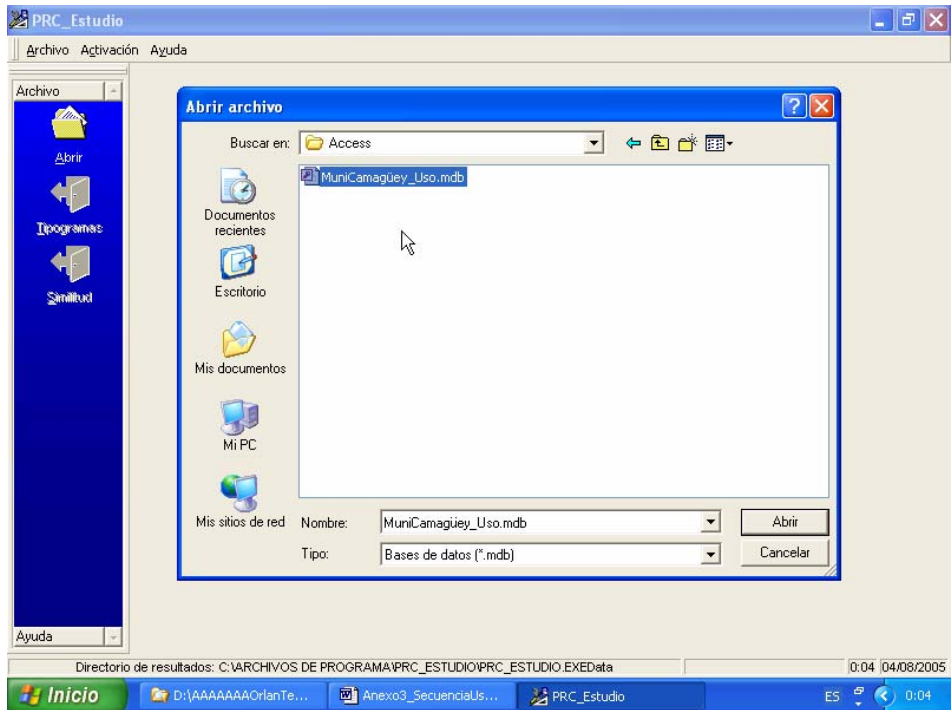 PRC_Estudio
Archivo Activación Ayuda
Archivo
Abrir
Tipogramas
Similitud
Ayuda
Abrir archivo
Buscar en: Access
MuniCamagüey_Uso.mdb
Documentos
recientes
Escritorio
Mis documentos
Mi PC
Mis sitios de red
Nombre: MuniCamagüey_Uso.mdb Abrir
Tipo: Bases de datos (*.mdb) Cancelar
Directorio de resultados: C:\ARCHIVOS DE PROGRAMA\PRC_ESTUDIO\PRC_ESTUDIO.EXEData 0:04 04/08/2005
Inicio D:\AAAAAAAOrlanTe... Anexo3_SecuenciaUs... PRC_Estudio ES 0:04